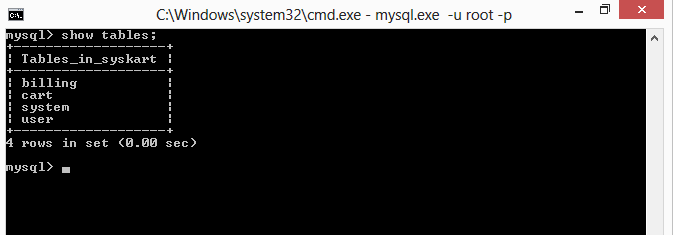 C:\Windows\system32\cmd.exe - mysql.exe -u root -p
mysql> show tables;
+-------------------+
| Tables_in_syskart |
+-------------------+
| billing           |
| cart              |
| system            |
| user              |
+-------------------+
4 rows in set (0.00 sec)
mysql>